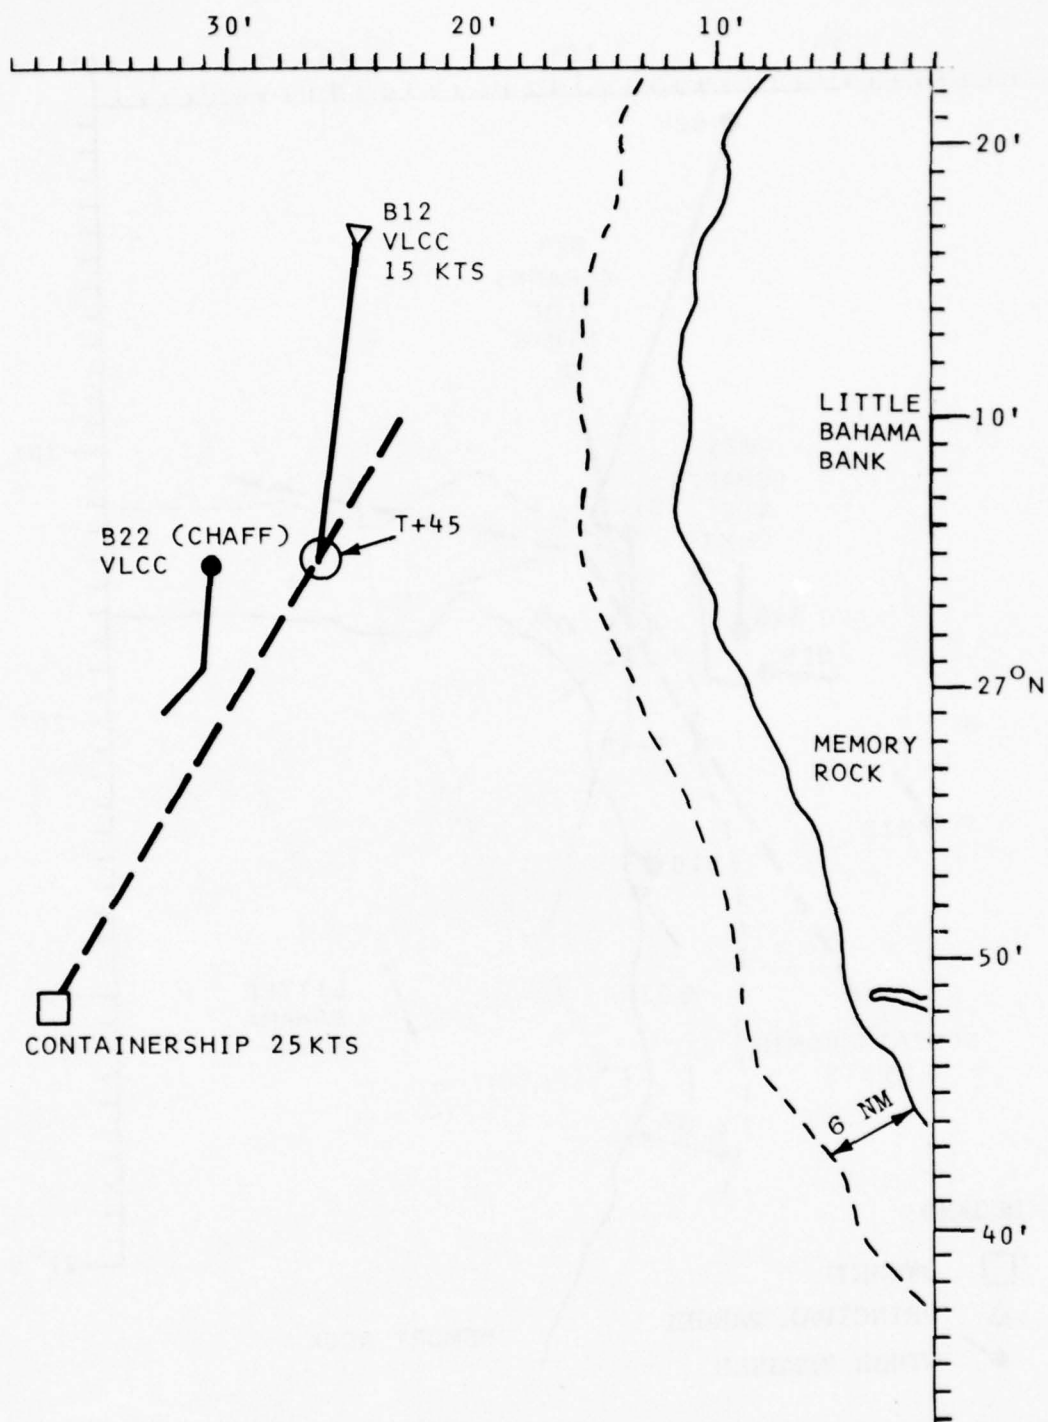 30' 20' 10'
20'
B12
VLCC
15 KTS
LITTLE
BAHAMA
BANK
10'
T+45
B22 (CHAFF)
VLCC
27°N
MEMORY
ROCK
50'
CONTAINERSHIP 25KTS
6 NM
40'